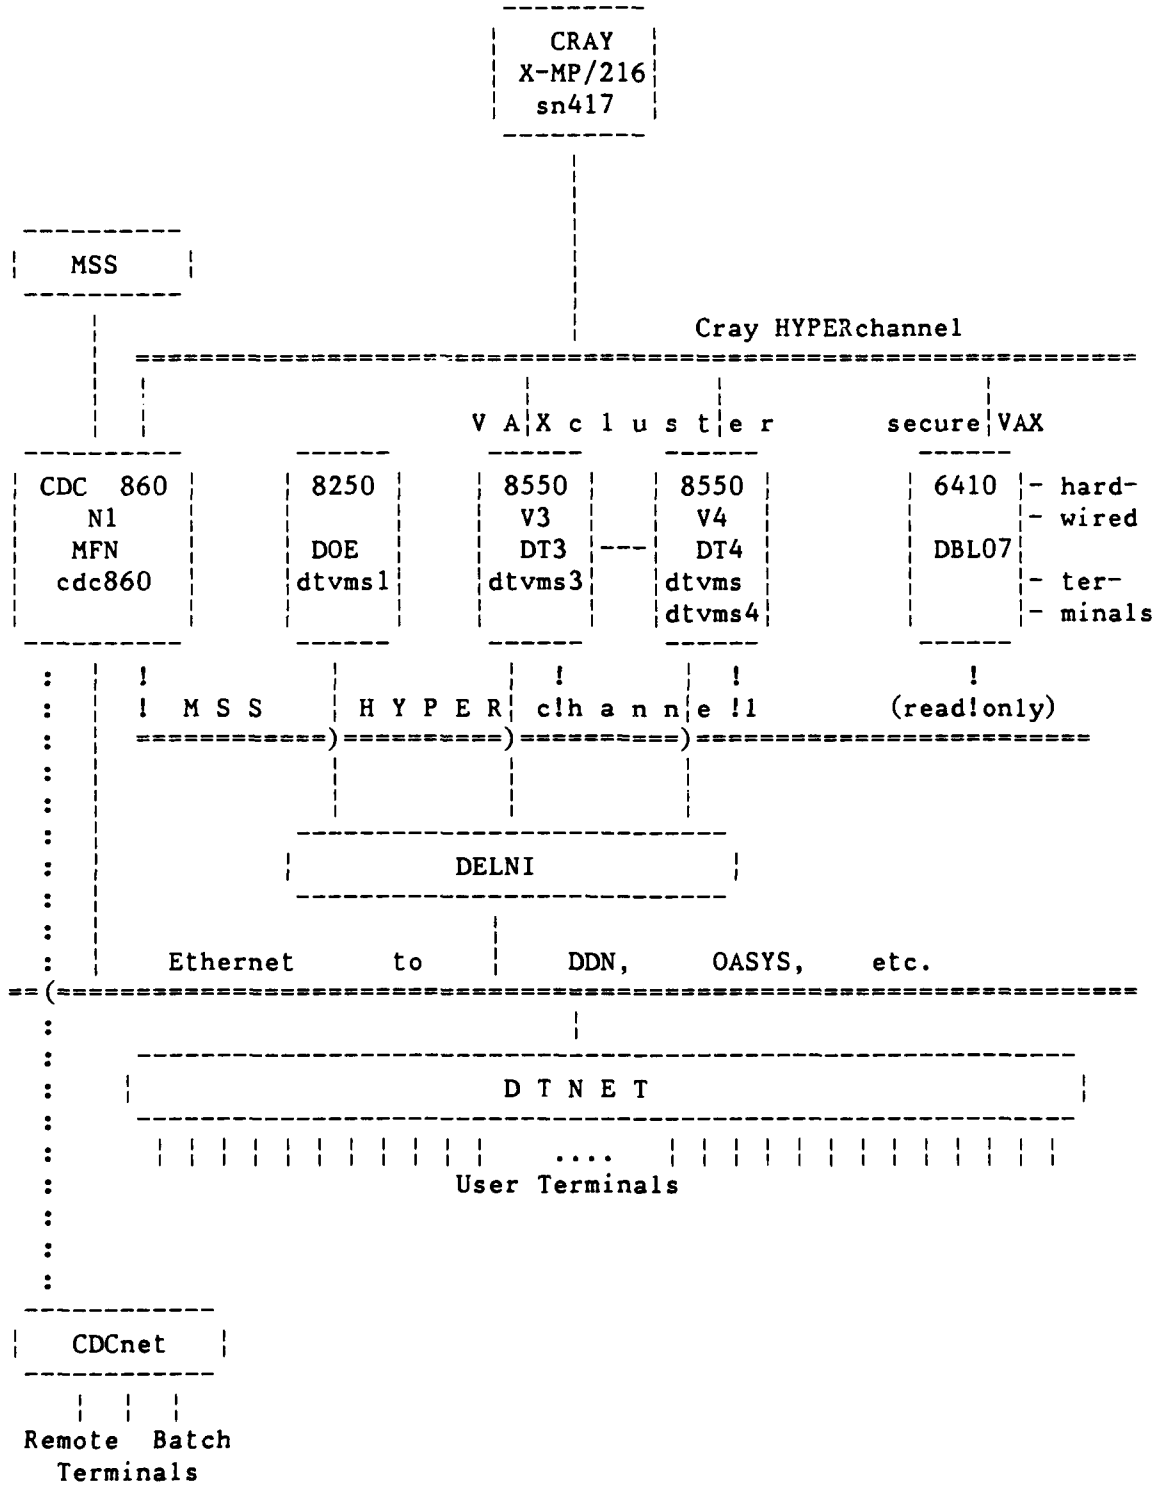 CRAY
X-MP/216
sn417
MSS
Cray HYPERchannel
V A X c l u s t e r secure VAX
CDC 860 8250 8550 8550 6410 - hard-
N1 V3 V4 - wired
MFN DOE DT3 --- DT4 DBL07
cdc860 dtvms1 dtvms3 dtvms - ter-
dtvms4 - minals
M S S H Y P E R c h a n n e l (read only)
DELNI
Ethernet to DDN, OASYS, etc.
D T N E T
....
User Terminals
CDCnet
Remote Batch
Terminals